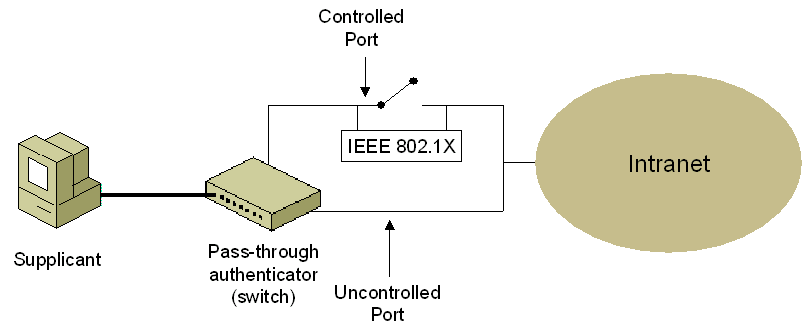 Controlled
Port
IEEE 802.1X
Intranet
Supplicant
Pass-through
authenticator
(switch)
Uncontrolled
Port